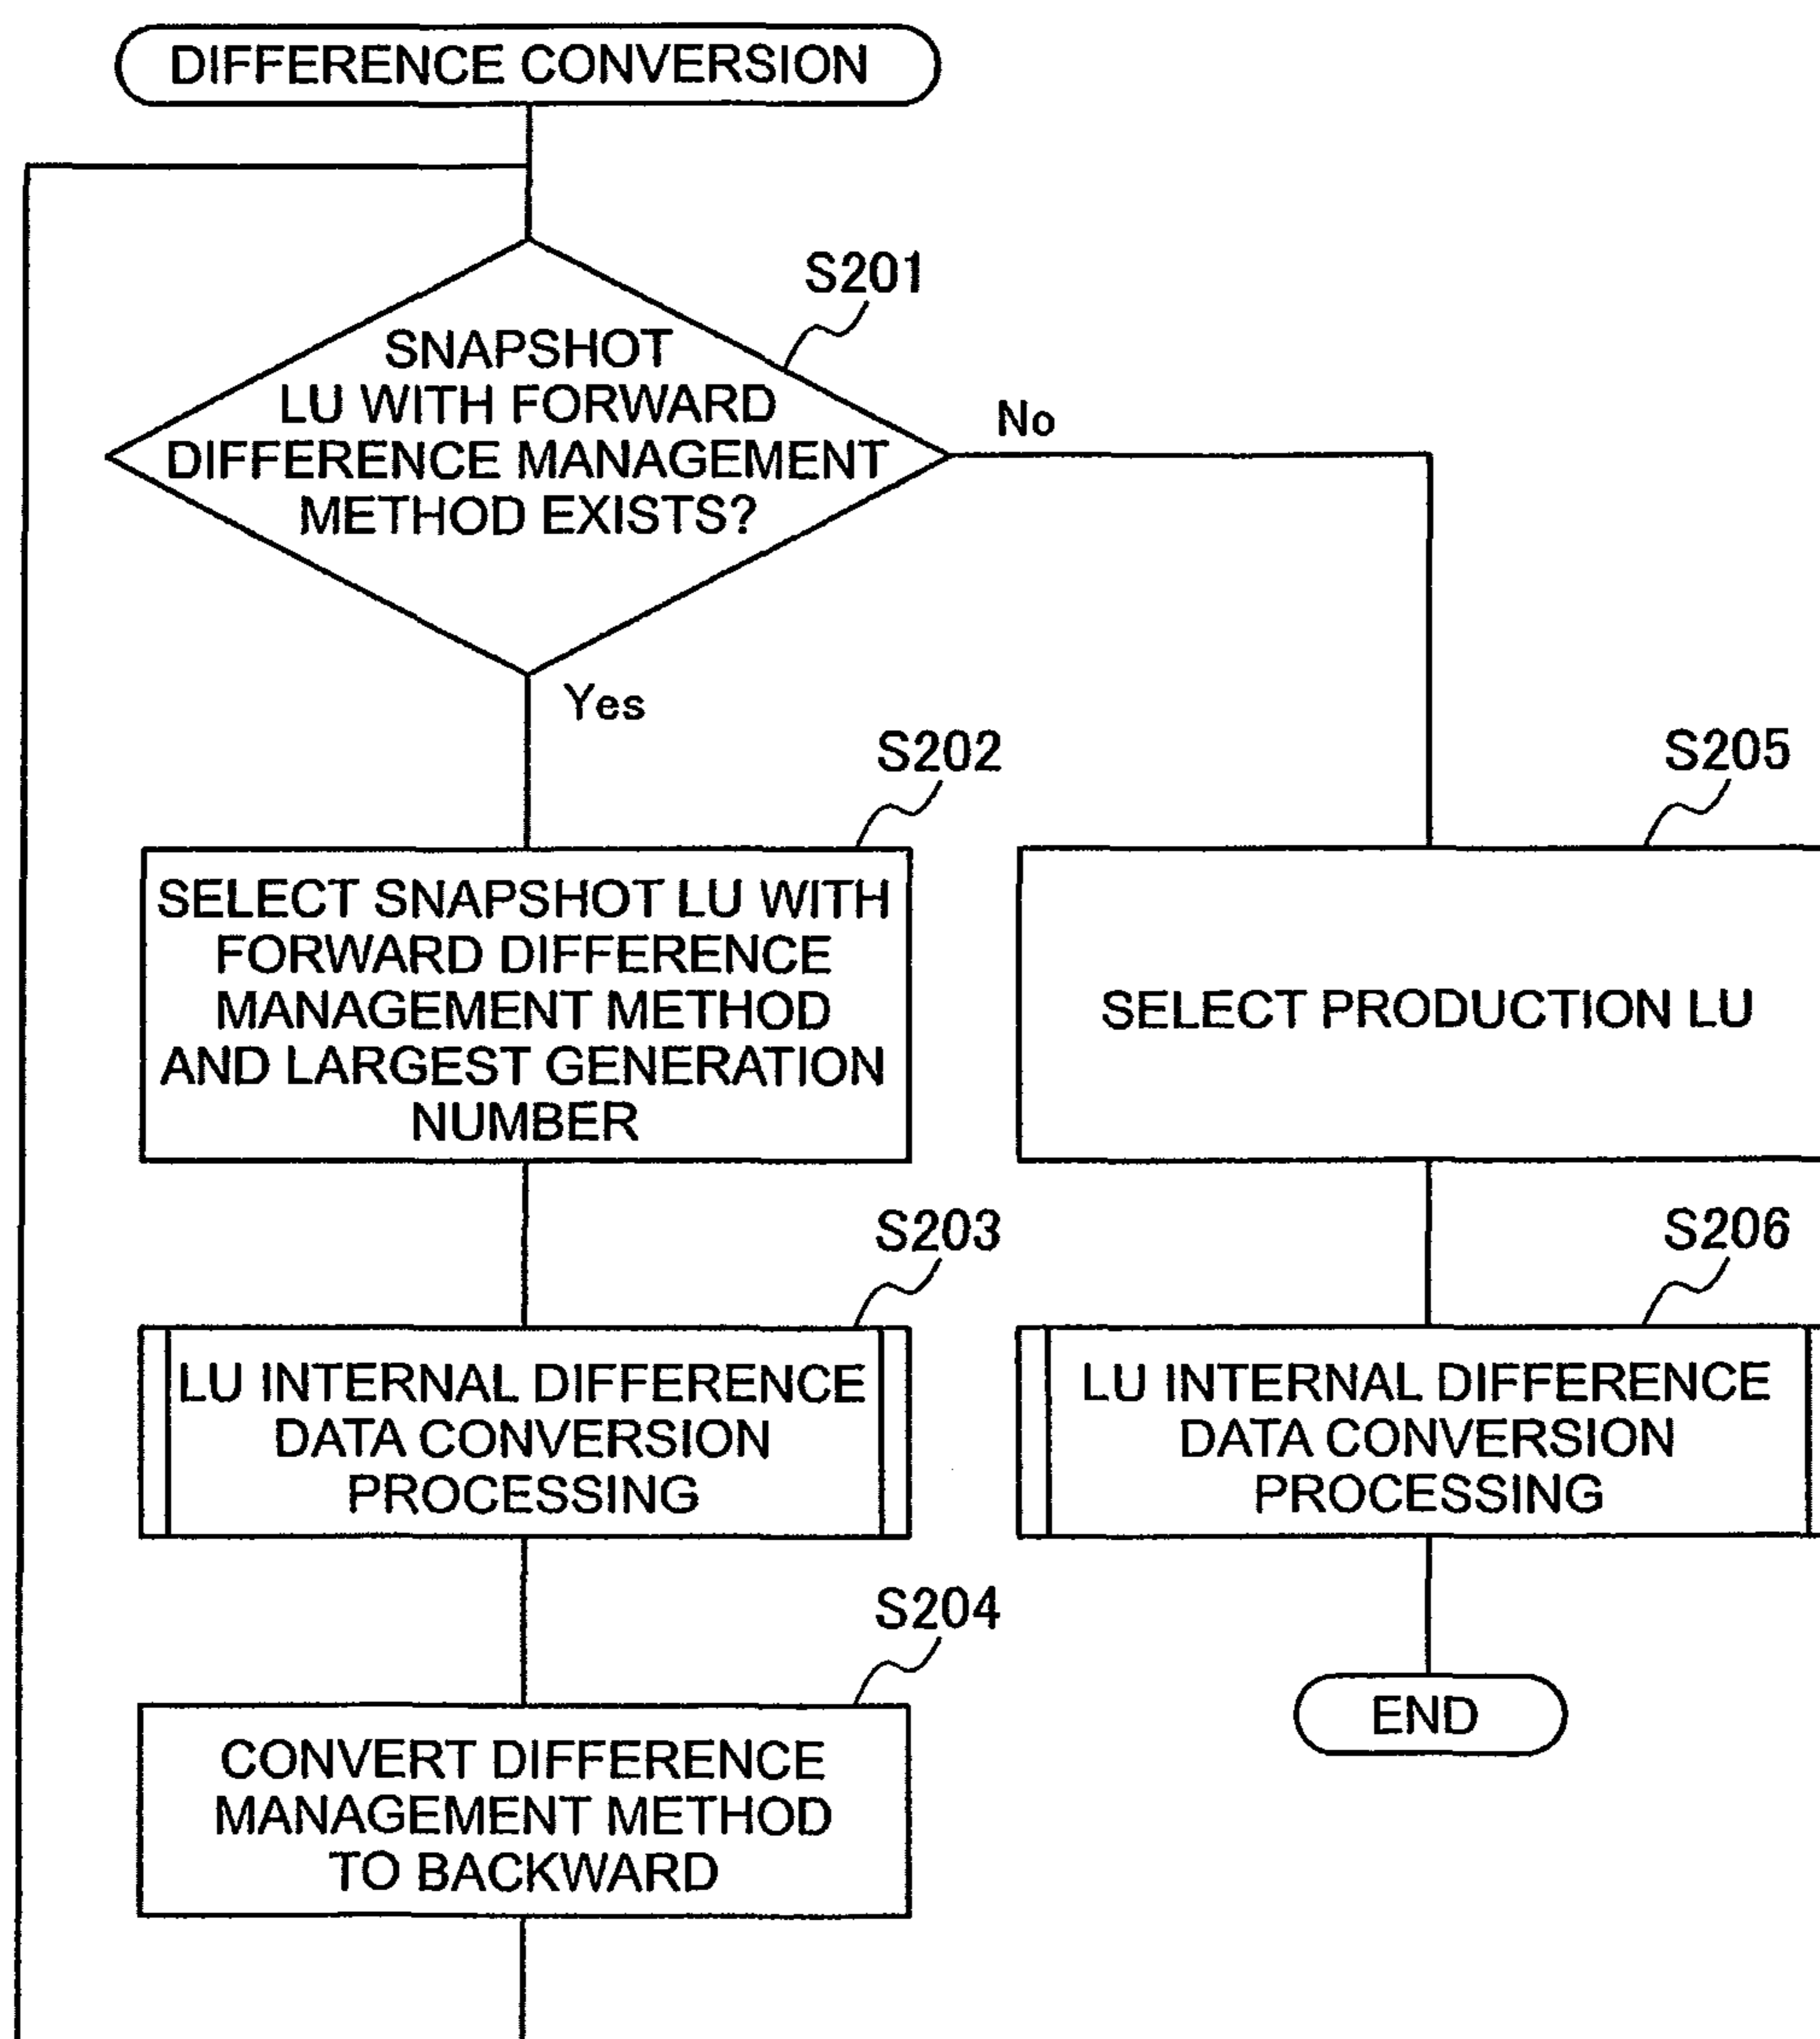 DIFFERENCE CONVERSION
S201
SNAPSHOT
LU WITH FORWARD
DIFFERENCE MANAGEMENT
METHOD EXISTS?
No
Yes
S202
SELECT SNAPSHOT LU WITH
FORWARD DIFFERENCE
MANAGEMENT METHOD
AND LARGEST GENERATION
NUMBER
S205
SELECT PRODUCTION LU
S203
LU INTERNAL DIFFERENCE
DATA CONVERSION
PROCESSING
S206
LU INTERNAL DIFFERENCE
DATA CONVERSION
PROCESSING
S204
CONVERT DIFFERENCE
MANAGEMENT METHOD
TO BACKWARD
END